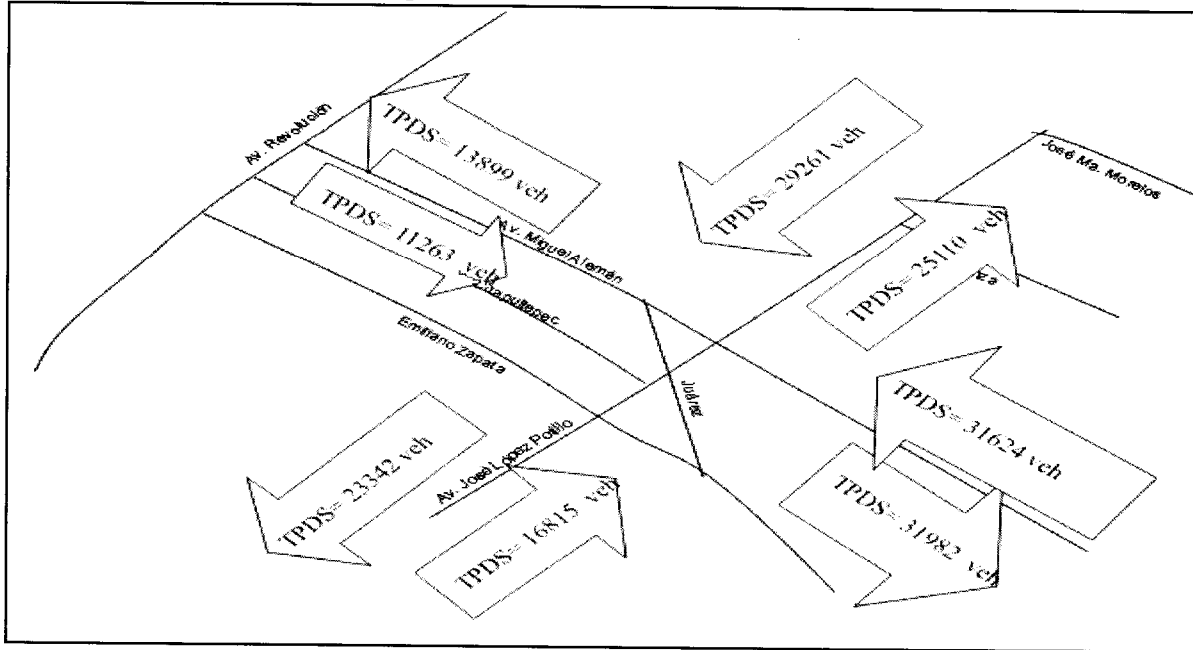 Av. Revolución
TPDS= 13899 veh
TPDS= 29261 veh
José Ma. Morelos
TPDS= 11263 veh
Av. Miguel Alemán
TPDS= 25110 veh
Emiliano Zapata
Juárez
TPDS= 31624 veh
TPDS= 23342 veh
Av. José López Potillo
TPDS= 16815 veh
TPDS= 31982 veh